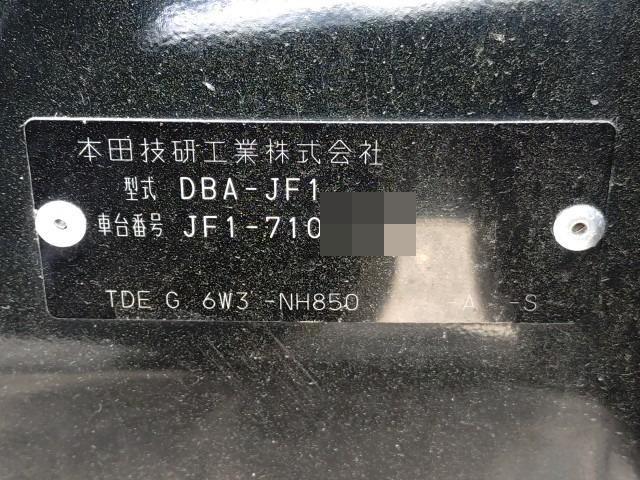 本田技研工業株式会社
型式 DBA-JF1
車台番号 JF1-710
TDE G 6W3 -NH850 -A -S